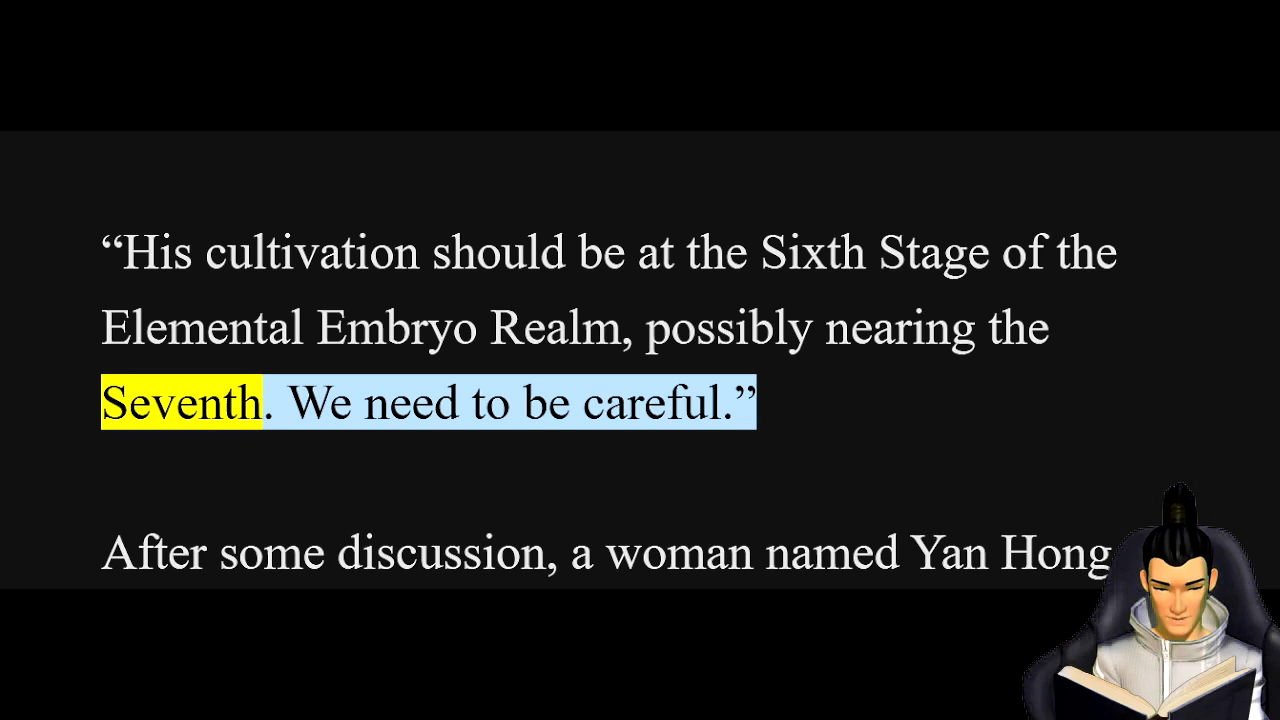 “His cultivation should be at the Sixth Stage of the
Elemental Embryo Realm, possibly nearing the
Seventh. We need to be careful.”
After some discussion, a woman named Yan Hong